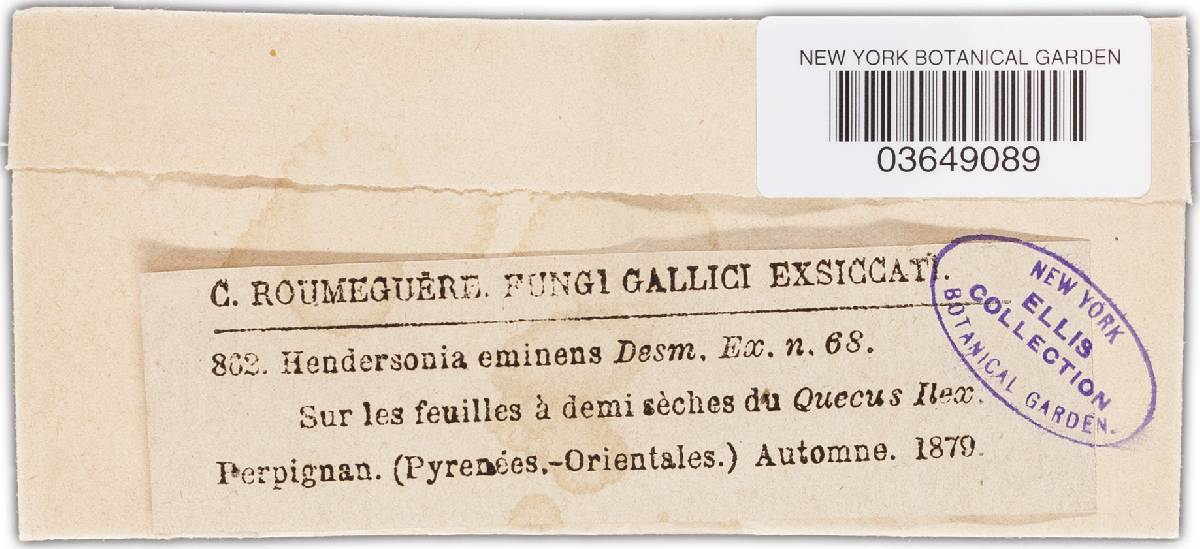 NEW YORK BOTANICAL GARDEN
03649089
C. ROUMEGUÈRE. FUNGI GALLICI EXSICCATI.
NEW YORK
ELLIS
COLLECTION
BOTANICAL GARDEN.
862. Hendersonia eminens Desm. Ex. n. 68.
Sur les feuilles à demi sèches du Quecus Ilex.
Perpignan. (Pyrenées.-Orientales.) Automne. 1879.